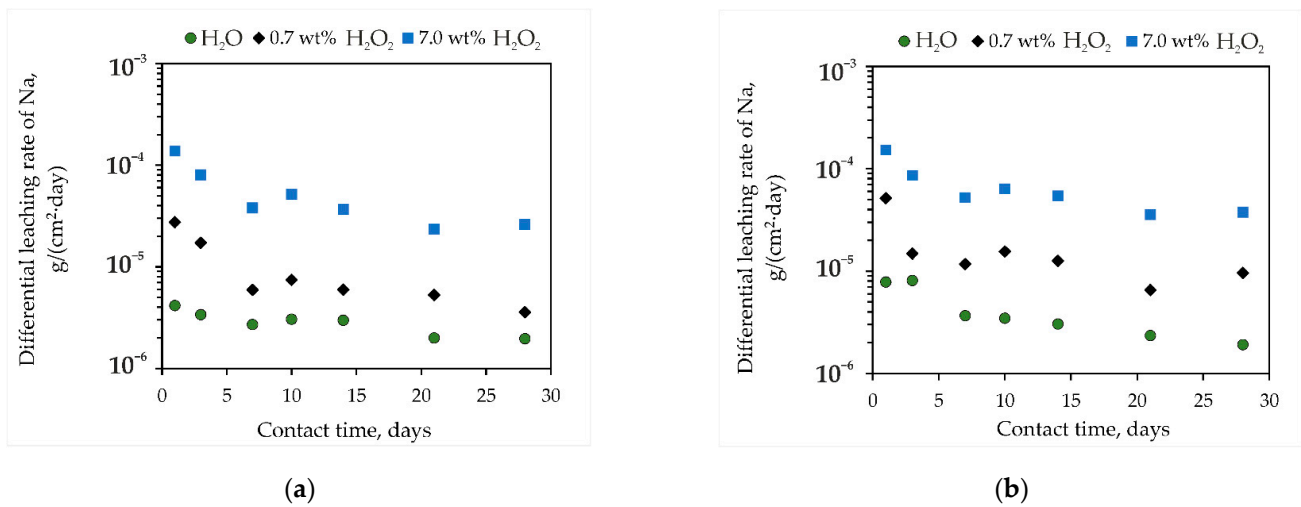 H₂O 0.7 wt% H₂O₂ 7.0 wt% H₂O₂
Differential leaching rate of Na,
g/(cm²·day)
10⁻³
10⁻⁴
10⁻⁵
10⁻⁶
0 5 10 15 20 25 30
Contact time, days
(a)
H₂O 0.7 wt% H₂O₂ 7.0 wt% H₂O₂
Differential leaching rate of Na,
g/(cm²·day)
10⁻³
10⁻⁴
10⁻⁵
10⁻⁶
0 5 10 15 20 25 30
Contact time, days
(b)